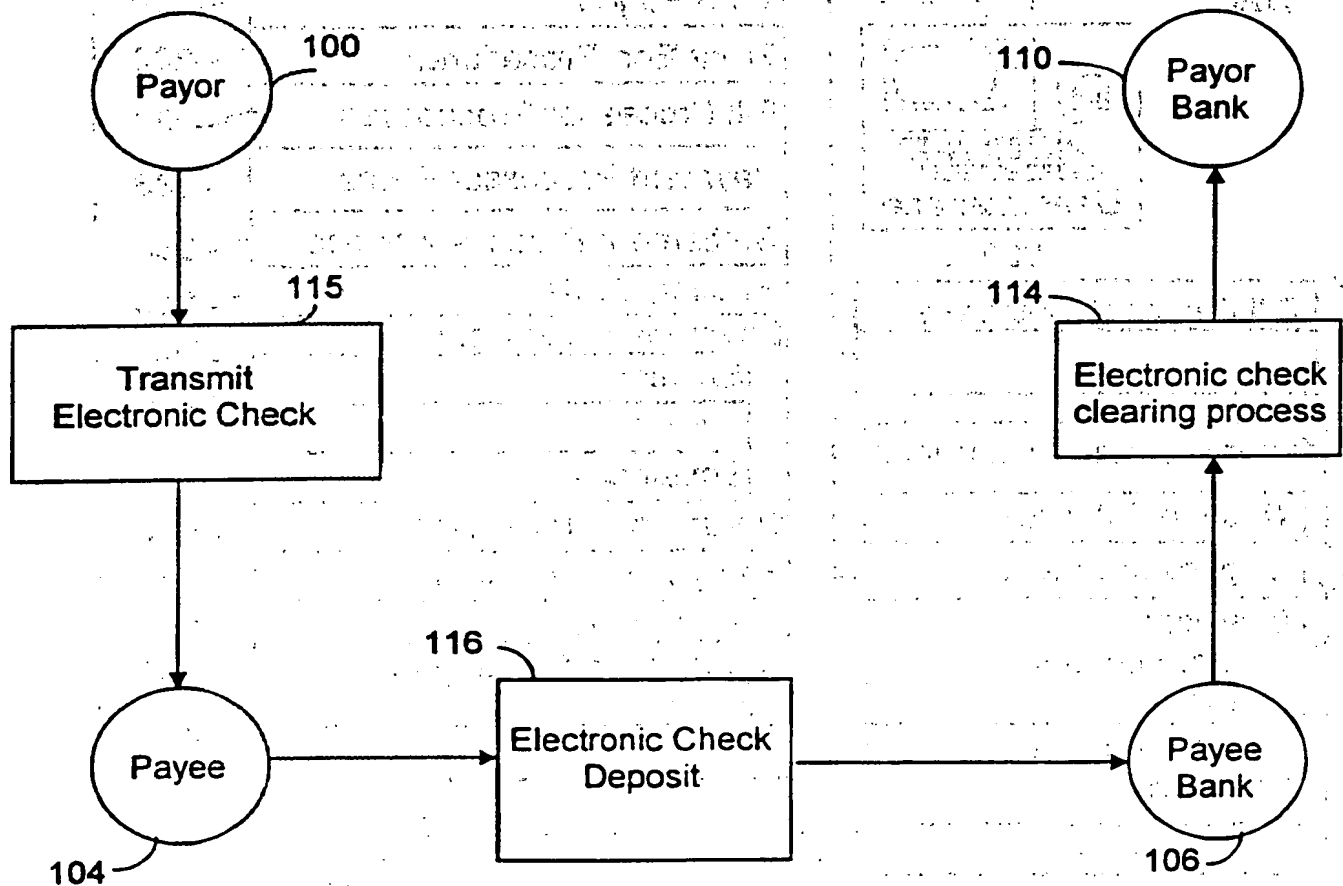 100
Payor
110
Payor
Bank
115
Transmit
Electronic Check
114
Electronic check
clearing process
116
Electronic Check
Deposit
Payee
104
Payee
Bank
106